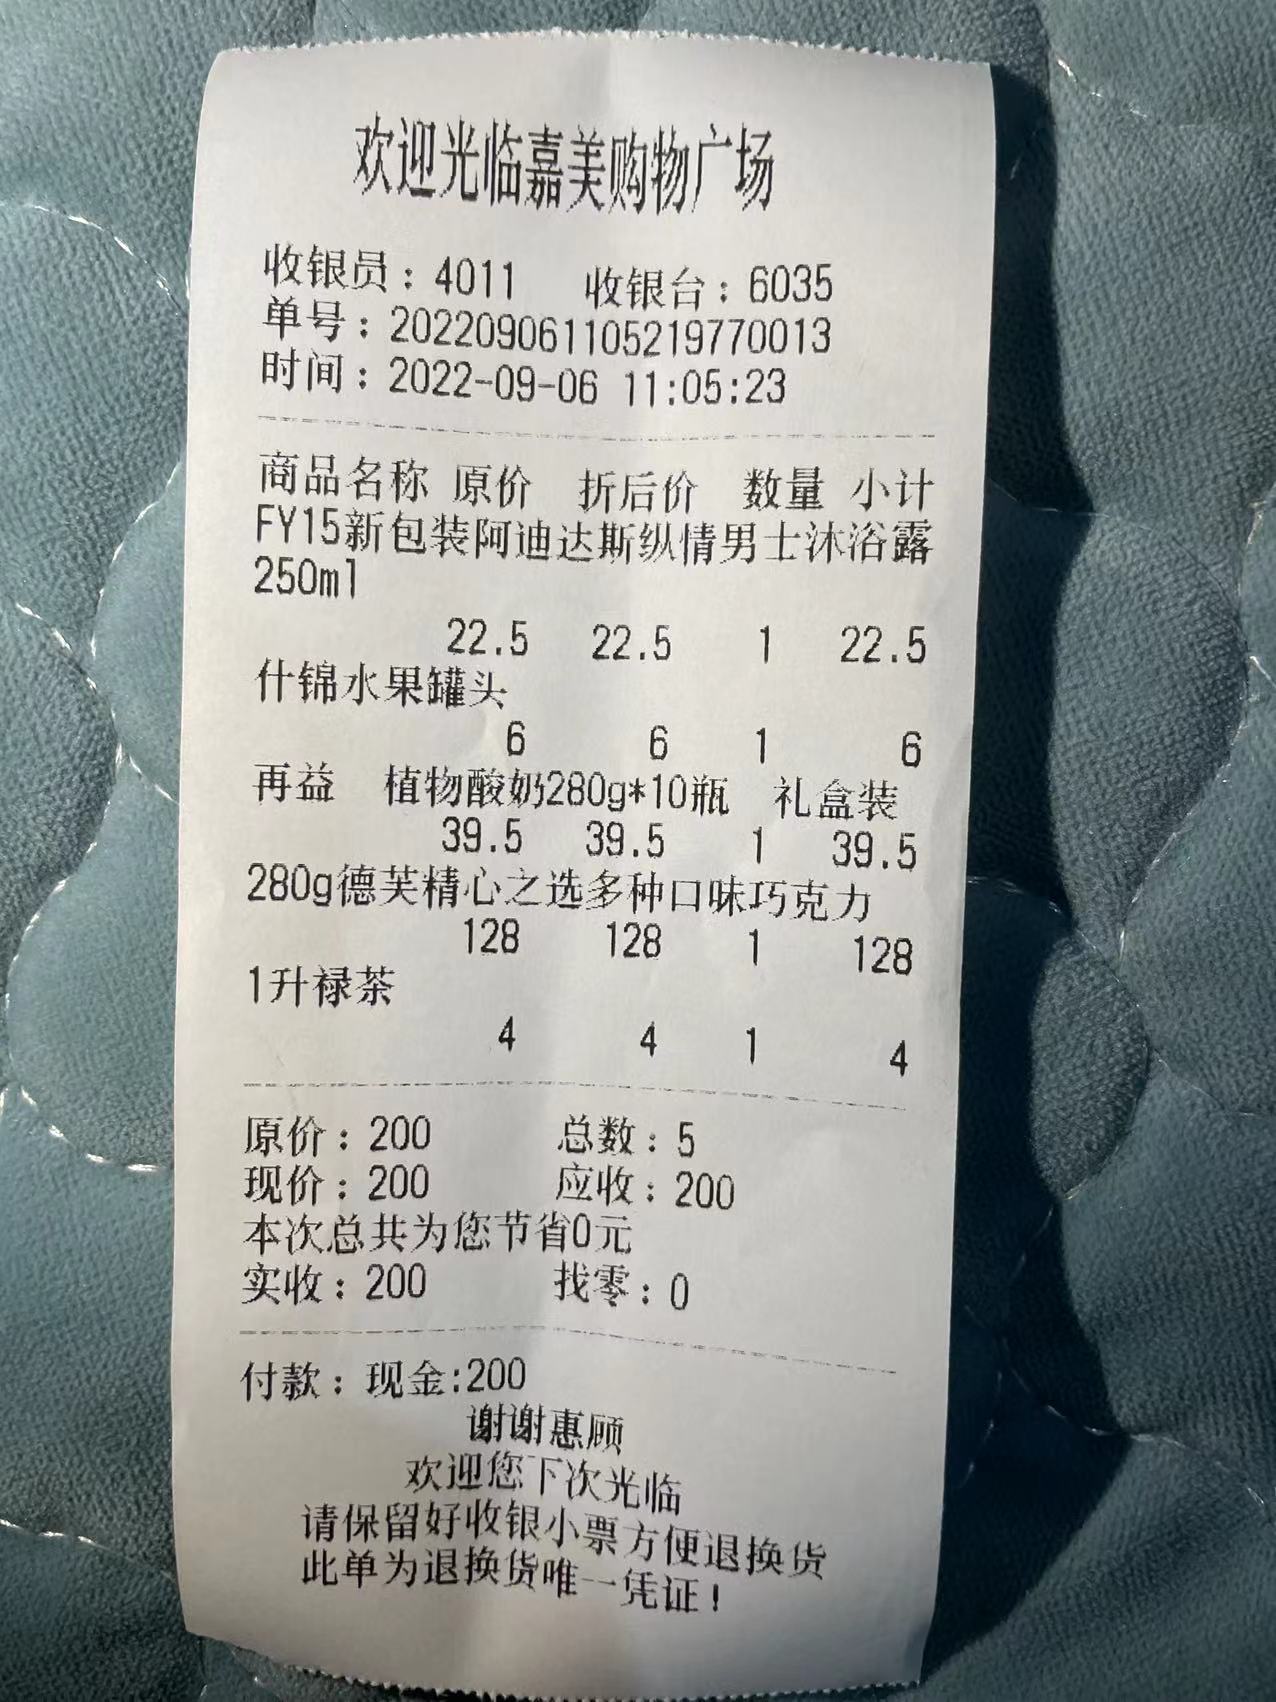 欢迎光临嘉美购物广场
收银员：4011 收银台：6035
单号：202209061105219770013
时间：2022-09-06 11:05:23
商品名称 原价 折后价 数量 小计
FY15新包装阿迪达斯纵情男士沐浴露
250ml
22.5 22.5 1 22.5
什锦水果罐头
6 6 1 6
再益 植物酸奶280g*10瓶 礼盒装
39.5 39.5 1 39.5
280g德芙精心之选多种口味巧克力
128 128 1 128
1升禄茶
4 4 1 4
原价：200 总数：5
现价：200 应收：200
本次总共为您节省0元
实收：200 找零：0
付款：现金:200
谢谢惠顾
欢迎您下次光临
请保留好收银小票方便退换货
此单为退换货唯一凭证！